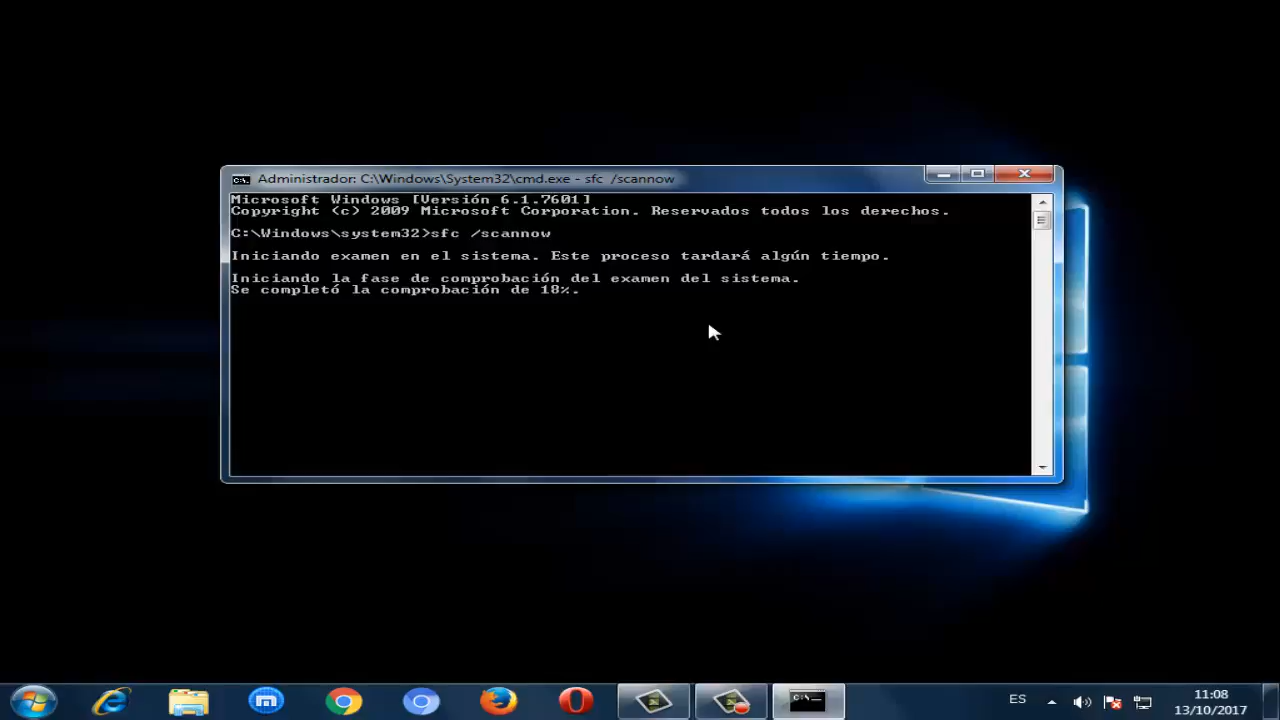 Administrador: C:\Windows\System32\cmd.exe - sfc /scannow
Microsoft Windows [Versión 6.1.7601]
Copyright (c) 2009 Microsoft Corporation. Reservados todos los derechos.
C:\Windows\system32>sfc /scannow
Iniciando examen en el sistema. Este proceso tardará algún tiempo.
Iniciando la fase de comprobación del examen del sistema.
Se completó la comprobación de 18%.
ES
11:08
13/10/2017